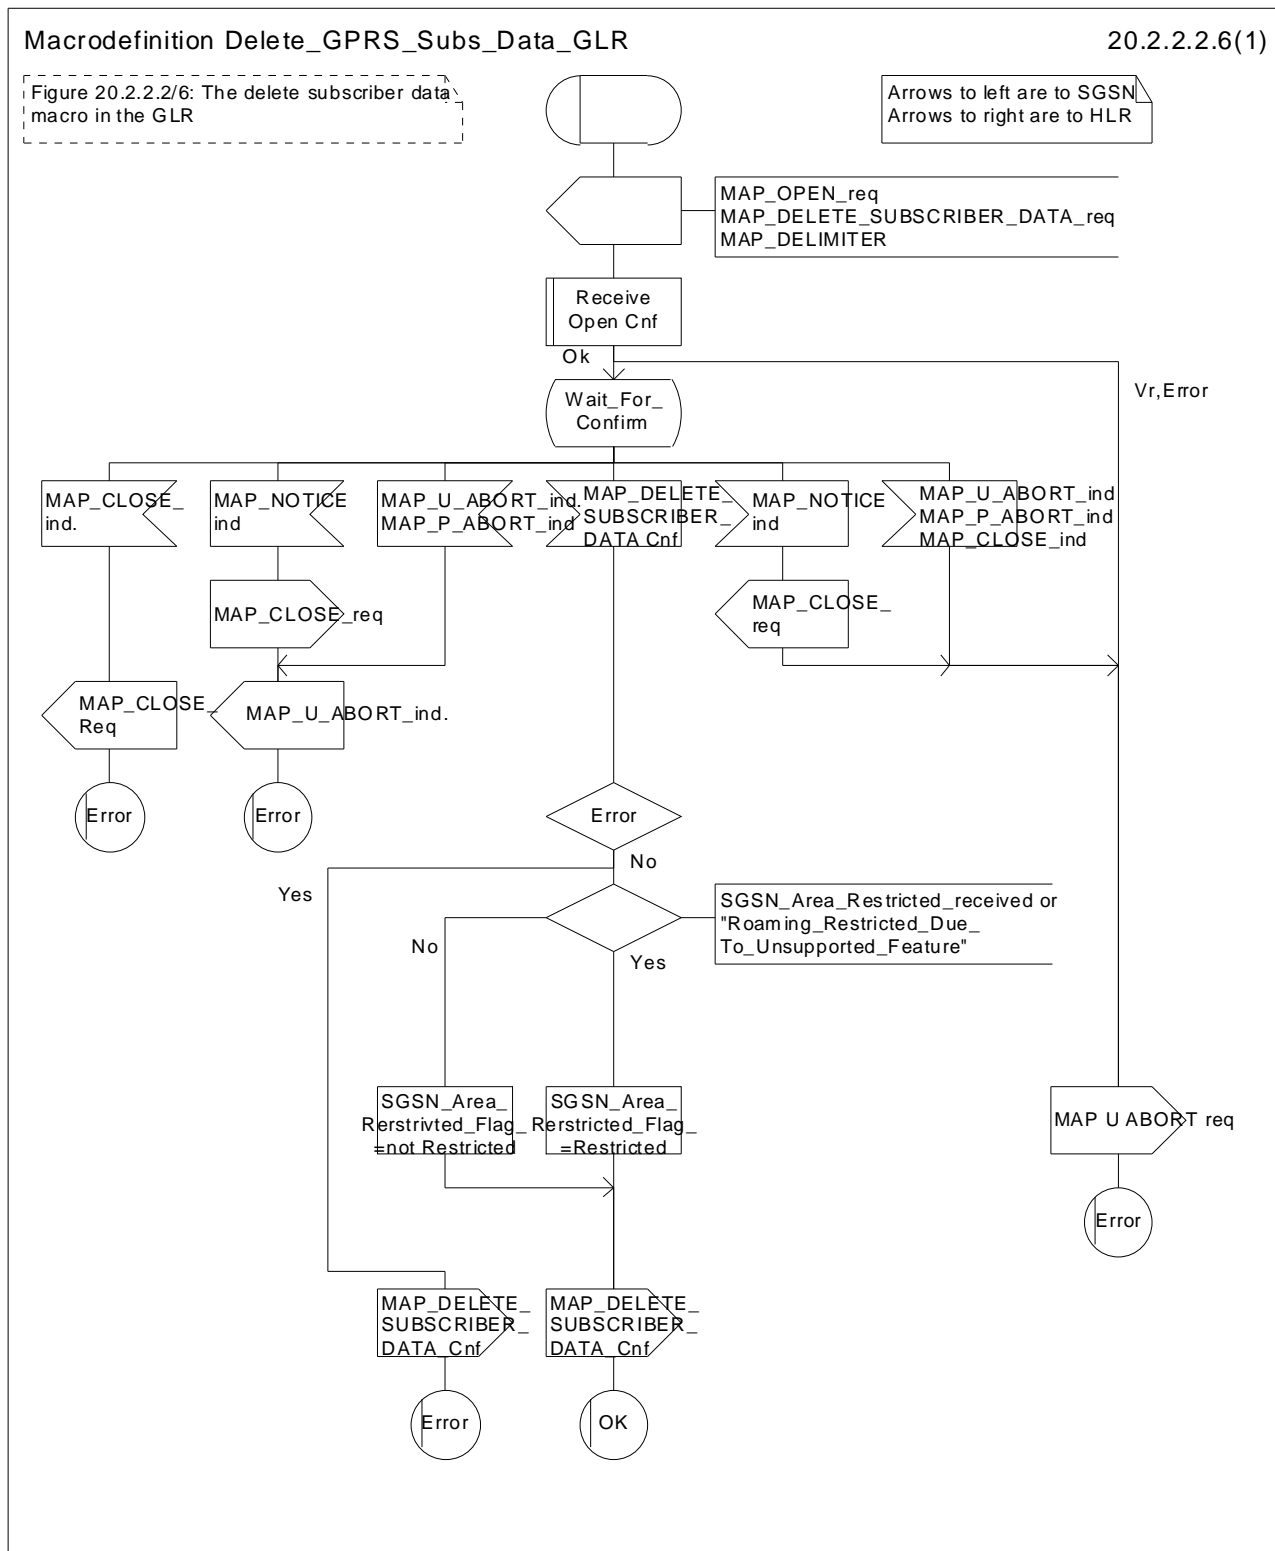 Macrodefinition Delete_GPRS_Subs_Data_GLR
20.2.2.2.6(1)
Figure 20.2.2.2/6: The delete subscriber data
macro in the GLR
Arrows to left are to SGSN
Arrows to right are to HLR
MAP_OPEN_req
MAP_DELETE_SUBSCRIBER_DATA_req
MAP_DELIMITER
Receive
Open Cnf
Ok
Vr,Error
Wait_For_
Confirm
MAP_CLOSE_
ind.
MAP_NOTICE
ind
MAP_U_ABORT_ind.
MAP_P_ABORT_ind
MAP_DELETE_
SUBSCRIBER_
DATA Cnf
MAP_NOTICE
ind
MAP_U_ABORT_ind
MAP_P_ABORT_ind
MAP_CLOSE_ind
MAP_CLOSE_req
MAP_CLOSE_
req
MAP_CLOSE_
Req
MAP_U_ABORT_ind.
Error
Error
Error
No
Yes
SGSN_Area_Restricted_received or
"Roaming_Restricted_Due_
To_Unsupported_Feature"
No
Yes
SGSN_Area_
Rerstrivted_Flag_
=not Restricted
SGSN_Area_
Rerstricted_Flag_
=Restricted
MAP U ABORT req
Error
MAP_DELETE_
SUBSCRIBER_
DATA_Cnf
MAP_DELETE_
SUBSCRIBER_
DATA_Cnf
Error
OK